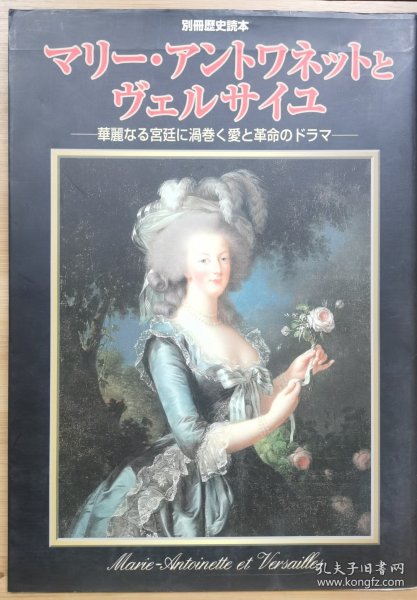 別冊歴史読本
マリー・アントワネットと
ヴェルサイユ
—華麗なる宮廷に渦巻く愛と革命のドラマ—
Marie-Antoinette et Versailles
孔夫子旧书网
www.kongfz.com